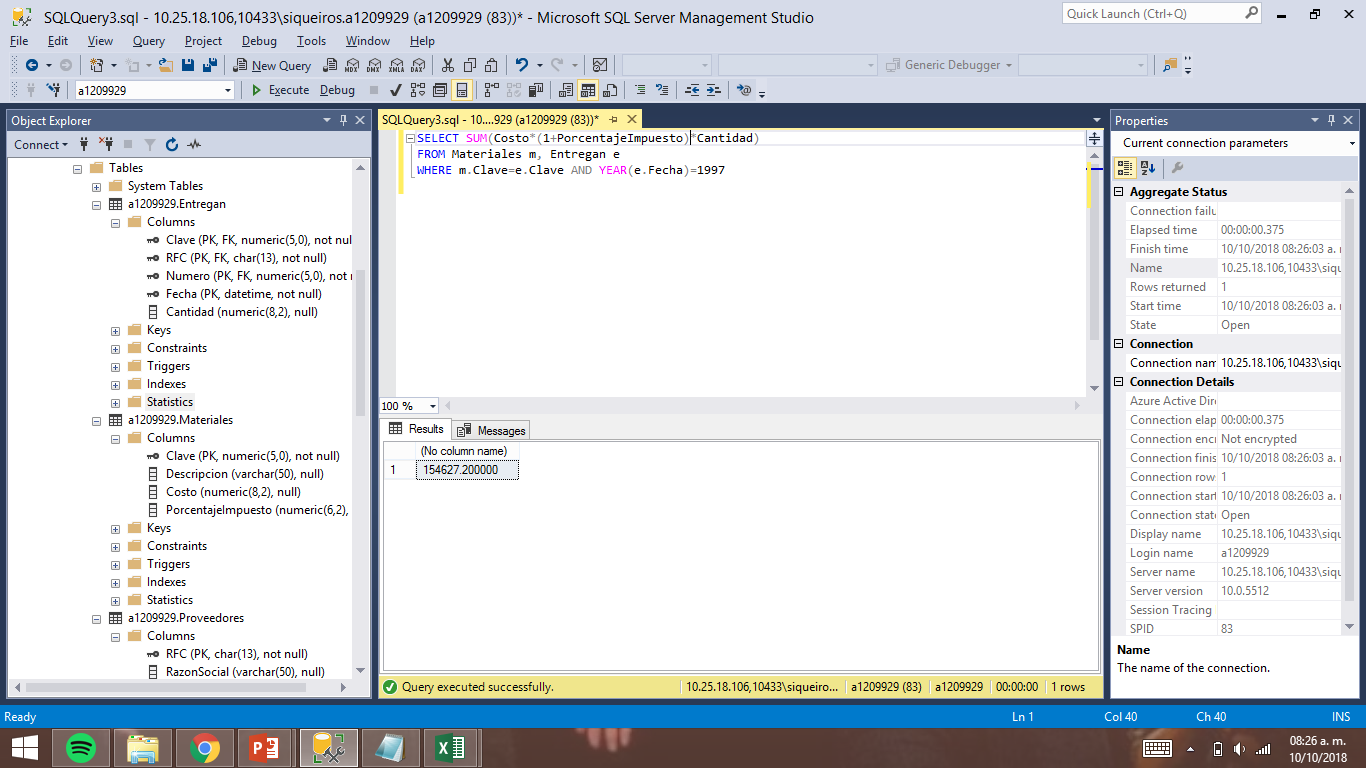 SQLQuery3.sql - 10.25.18.106,10433\siqueiros.a1209929 (a1209929 (83))* - Microsoft SQL Server Management Studio
Quick Launch (Ctrl+Q)
File Edit View Query Project Debug Tools Window Help
New Query MDX DMX XMLA DAX Generic Debugger
a1209929 Execute Debug
Object Explorer
Connect
Tables
System Tables
a1209929.Entregan
Columns
Clave (PK, FK, numeric(5,0), not nul
RFC (PK, FK, char(13), not null)
Numero (PK, FK, numeric(5,0), not
Fecha (PK, datetime, not null)
Cantidad (numeric(8,2), null)
Keys
Constraints
Triggers
Indexes
Statistics
a1209929.Materiales
Columns
Clave (PK, numeric(5,0), not null)
Descripcion (varchar(50), null)
Costo (numeric(8,2), null)
PorcentajeImpuesto (numeric(6,2),
Keys
Constraints
Triggers
Indexes
Statistics
a1209929.Proveedores
Columns
RFC (PK, char(13), not null)
RazonSocial (varchar(50), null)
SQLQuery3.sql - 10....929 (a1209929 (83))*
SELECT SUM(Costo*(1+PorcentajeImpuesto)*Cantidad)
FROM Materiales m, Entregan e
WHERE m.Clave=e.Clave AND YEAR(e.Fecha)=1997
100 %
Results Messages
(No column name)
1 154627.200000
Query executed successfully. 10.25.18.106,10433\siqueiro... a1209929 (83) a1209929 00:00:00 1 rows
Properties
Current connection parameters
Aggregate Status
Connection failu
Elapsed time 00:00:00.375
Finish time 10/10/2018 08:26:03 a.
Name 10.25.18.106,10433\siqu
Rows returned 1
Start time 10/10/2018 08:26:03 a.
State Open
Connection
Connection nam 10.25.18.106,10433\siqu
Connection Details
Azure Active Dir
Connection elap 00:00:00.375
Connection encr Not encrypted
Connection finis 10/10/2018 08:26:03 a.
Connection row 1
Connection start 10/10/2018 08:26:03 a.
Connection stat Open
Display name 10.25.18.106,10433\siqu
Login name a1209929
Server name 10.25.18.106,10433\siqu
Server version 10.0.5512
Session Tracing
SPID 83
Name
The name of the connection.
Ready Ln 1 Col 40 Ch 40 INS
08:26 a. m.
10/10/2018